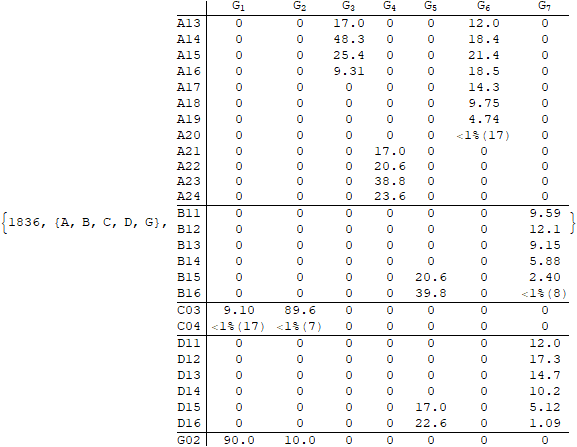 G1 G2 G3 G4 G5 G6 G7
A13 0 0 17.0 0 0 12.0 0
A14 0 0 48.3 0 0 18.4 0
A15 0 0 25.4 0 0 21.4 0
A16 0 0 9.31 0 0 18.5 0
A17 0 0 0 0 0 14.3 0
A18 0 0 0 0 0 9.75 0
A19 0 0 0 0 0 4.74 0
A20 0 0 0 0 0 <1%(17) 0
A21 0 0 0 17.0 0 0 0
A22 0 0 0 20.6 0 0 0
A23 0 0 0 38.8 0 0 0
A24 0 0 0 23.6 0 0 0
B11 0 0 0 0 0 0 9.59
{1836, {A, B, C, D, G}, B12 0 0 0 0 0 0 12.1 }
B13 0 0 0 0 0 0 9.15
B14 0 0 0 0 0 0 5.88
B15 0 0 0 0 20.6 0 2.40
B16 0 0 0 0 39.8 0 <1%(8)
C03 9.10 89.6 0 0 0 0 0
C04 <1%(17) <1%(7) 0 0 0 0 0
D11 0 0 0 0 0 0 12.0
D12 0 0 0 0 0 0 17.3
D13 0 0 0 0 0 0 14.7
D14 0 0 0 0 0 0 10.2
D15 0 0 0 0 17.0 0 5.12
D16 0 0 0 0 22.6 0 1.09
G02 90.0 10.0 0 0 0 0 0